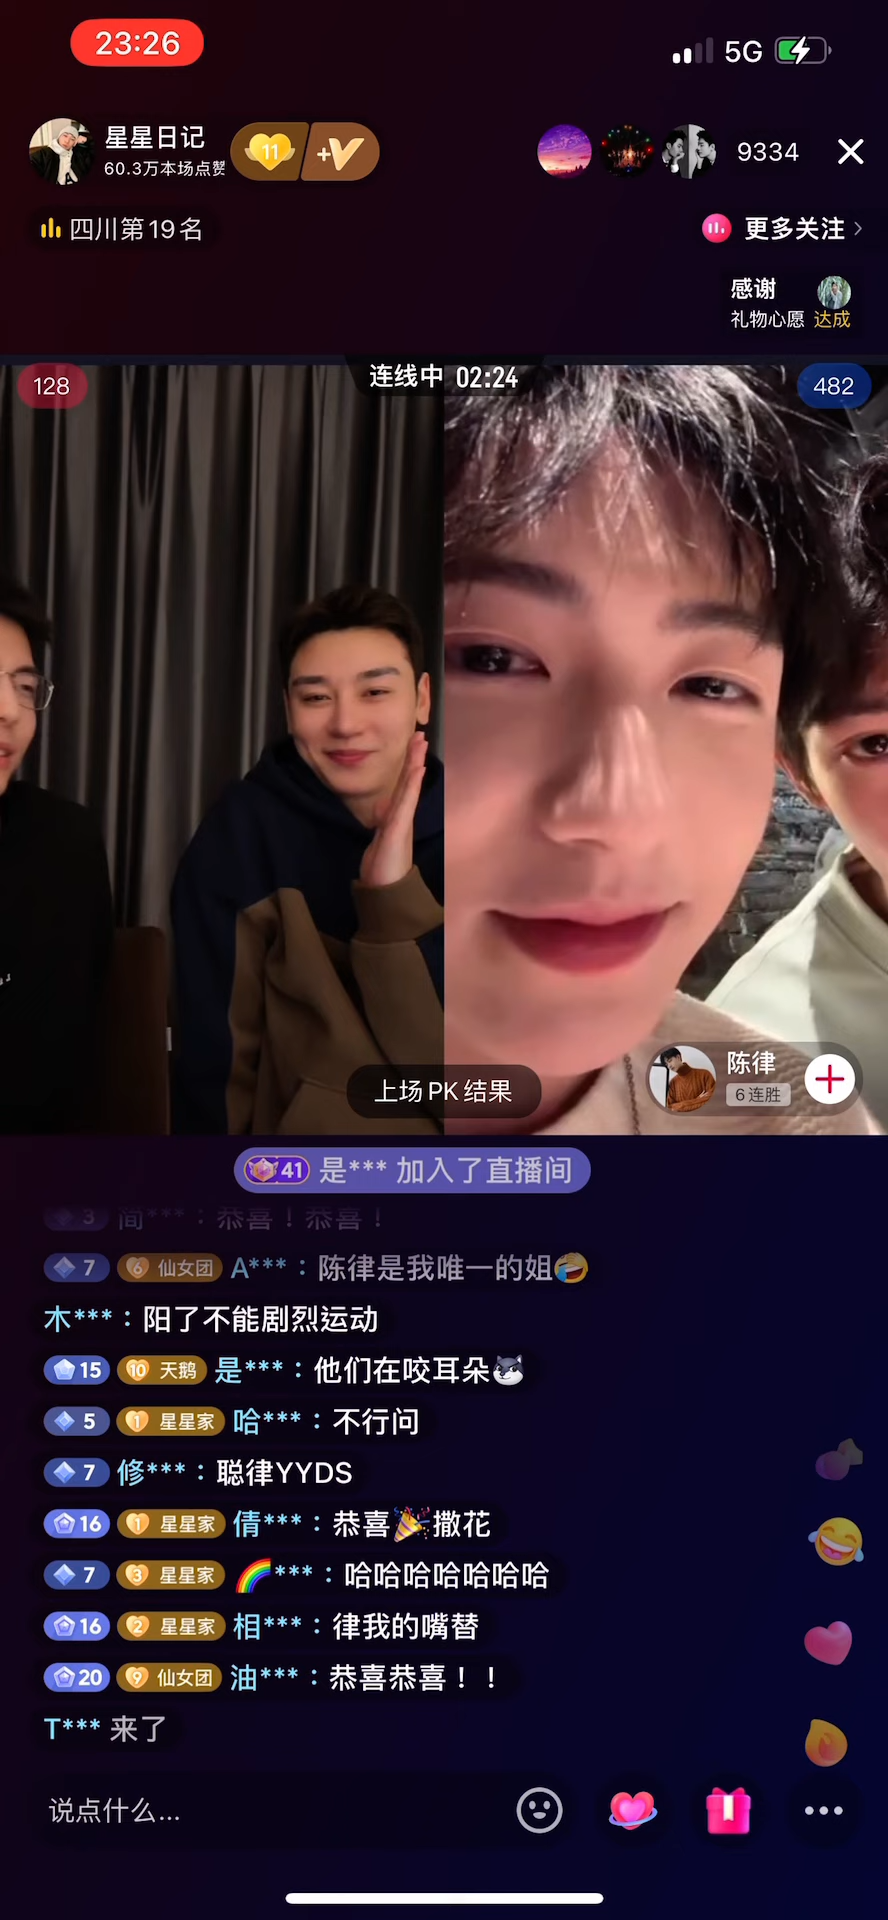 23:26
5G
星星日记
60.3万本场点赞
11
+V
9334
四川第19名
更多关注
感谢
礼物心愿 达成
128
连线中 02:24
482
陈律
6连胜
上场PK结果
41 是*** 加入了直播间
3 简***：恭喜！恭喜！
7 6 仙女团 A***：陈律是我唯一的姐🤣
木***：阳了不能剧烈运动
15 10 天鹅 是***：他们在咬耳朵
5 1 星星家 哈***：不行问
7 修***：聪律YYDS
16 1 星星家 倩***：恭喜🎉撒花
7 3 星星家 🌈***：哈哈哈哈哈哈哈
16 2 星星家 相***：律我的嘴替
20 9 仙女团 油***：恭喜恭喜！！
T*** 来了
说点什么...